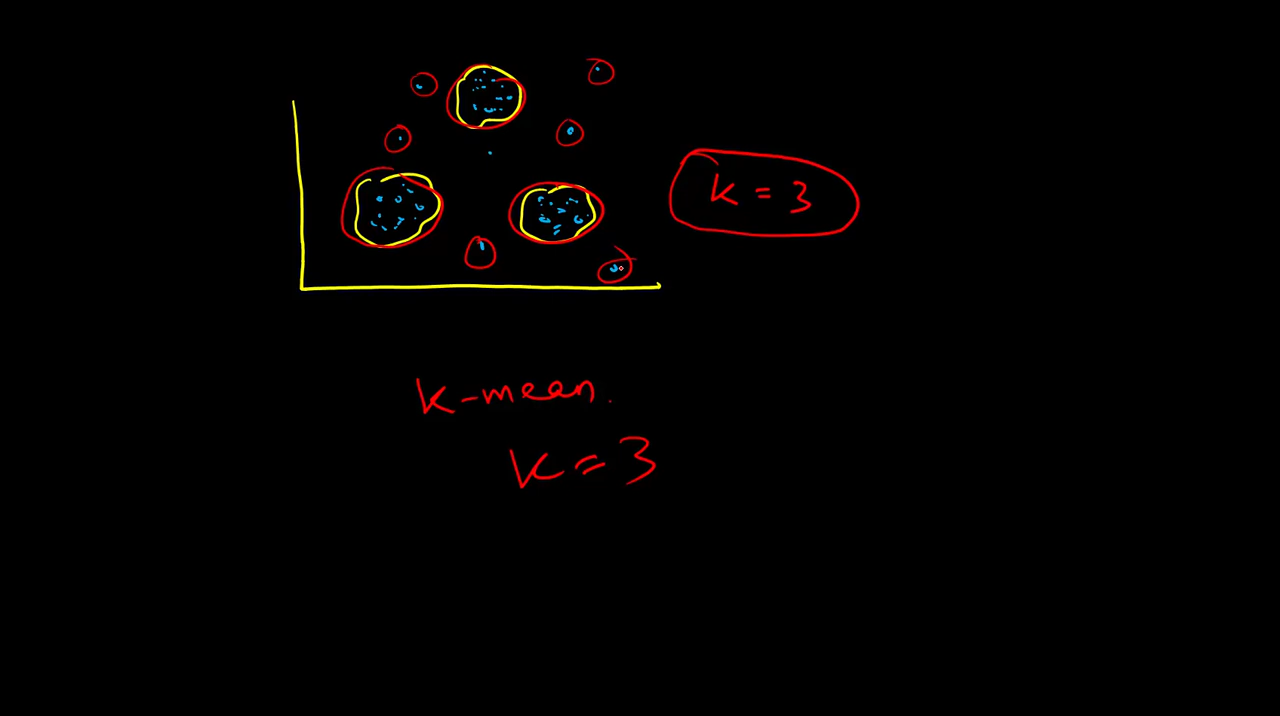 k = 3
k-mean.
k = 3